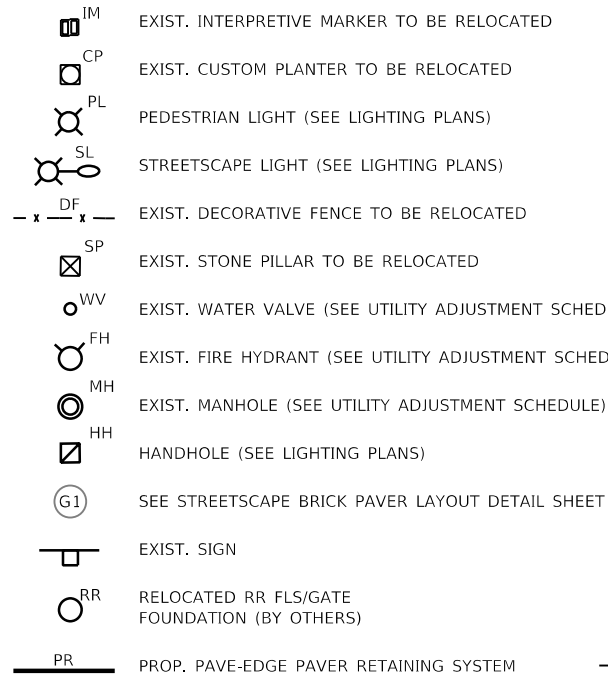 IM EXIST. INTERPRETIVE MARKER TO BE RELOCATED
CP EXIST. CUSTOM PLANTER TO BE RELOCATED
PL PEDESTRIAN LIGHT (SEE LIGHTING PLANS)
SL STREETSCAPE LIGHT (SEE LIGHTING PLANS)
DF EXIST. DECORATIVE FENCE TO BE RELOCATED
SP EXIST. STONE PILLAR TO BE RELOCATED
WV EXIST. WATER VALVE (SEE UTILITY ADJUSTMENT SCHED
FH EXIST. FIRE HYDRANT (SEE UTILITY ADJUSTMENT SCHED
MH EXIST. MANHOLE (SEE UTILITY ADJUSTMENT SCHEDULE)
HH HANDHOLE (SEE LIGHTING PLANS)
G1 SEE STREETSCAPE BRICK PAVER LAYOUT DETAIL SHEET
EXIST. SIGN
RR RELOCATED RR FLS/GATE
FOUNDATION (BY OTHERS)
PR PROP. PAVE-EDGE PAVER RETAINING SYSTEM